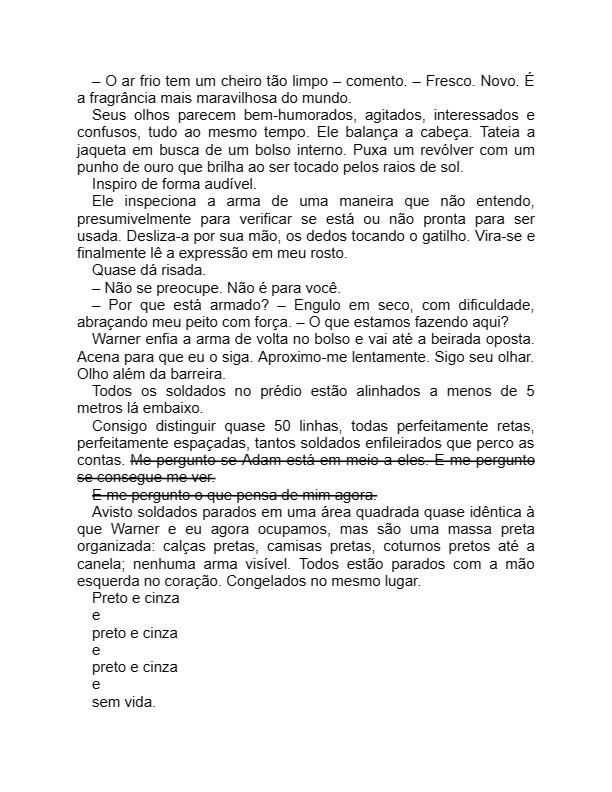 – O ar frio tem um cheiro tão limpo – comento. – Fresco. Novo. É
a fragrância mais maravilhosa do mundo.
Seus olhos parecem bem-humorados, agitados, interessados e
confusos, tudo ao mesmo tempo. Ele balança a cabeça. Tateia a
jaqueta em busca de um bolso interno. Puxa um revólver com um
punho de ouro que brilha ao ser tocado pelos raios de sol.
Inspiro de forma audível.
Ele inspeciona a arma de uma maneira que não entendo,
presumivelmente para verificar se está ou não pronta para ser
usada. Desliza-a por sua mão, os dedos tocando o gatilho. Vira-se e
finalmente lê a expressão em meu rosto.
Quase dá risada.
– Não se preocupe. Não é para você.
– Por que está armado? – Engulo em seco, com dificuldade,
abraçando meu peito com força. – O que estamos fazendo aqui?
Warner enfia a arma de volta no bolso e vai até a beirada oposta.
Acena para que eu o siga. Aproximo-me lentamente. Sigo seu olhar.
Olho além da barreira.
Todos os soldados no prédio estão alinhados a menos de 5
metros lá embaixo.
Consigo distinguir quase 50 linhas, todas perfeitamente retas,
perfeitamente espaçadas, tantos soldados enfileirados que perco as
contas. Me pergunto se Adam está em meio a eles. E me pergunto
se consegue me ver.
E me pergunto o que pensa de mim agora.
Avisto soldados parados em uma área quadrada quase idêntica à
que Warner e eu agora ocupamos, mas são uma massa preta
organizada: calças pretas, camisas pretas, coturnos pretos até a
canela; nenhuma arma visível. Todos estão parados com a mão
esquerda no coração. Congelados no mesmo lugar.
Preto e cinza
e
preto e cinza
e
preto e cinza
e
sem vida.